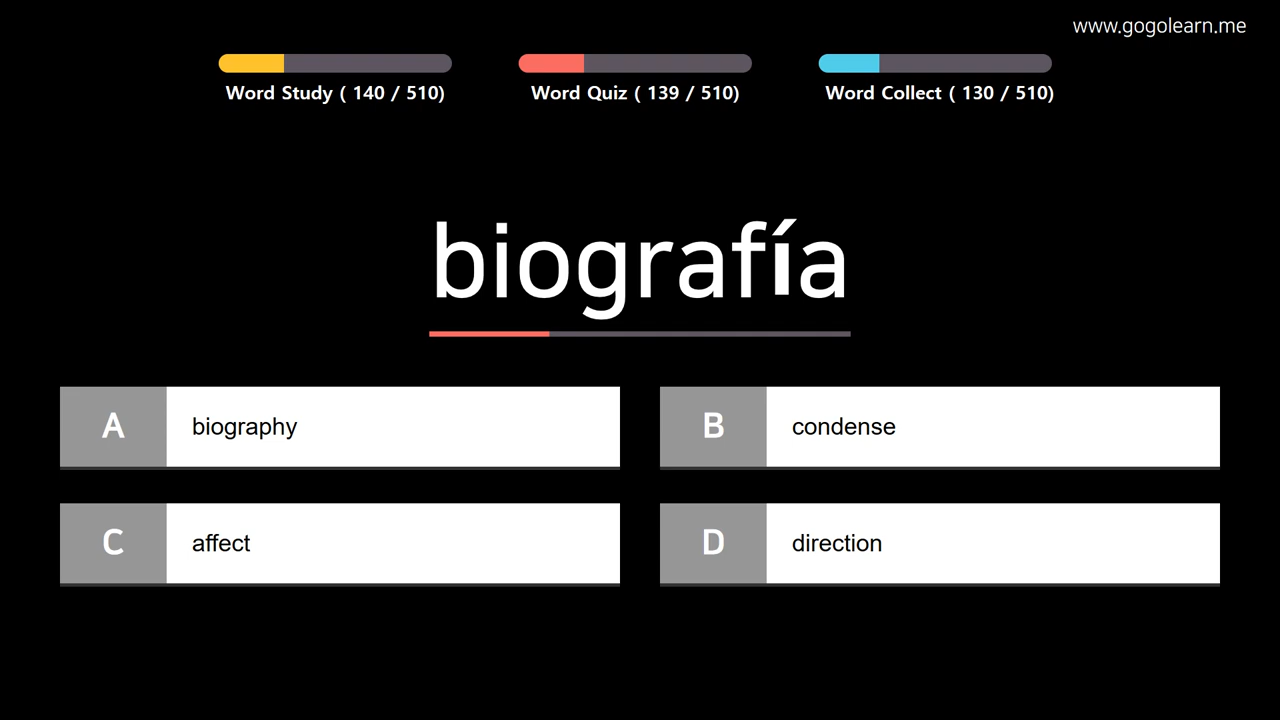 www.gogolearn.me
Word Study ( 140 / 510)
Word Quiz ( 139 / 510)
Word Collect ( 130 / 510)
biografía
A biography
B condense
C affect
D direction